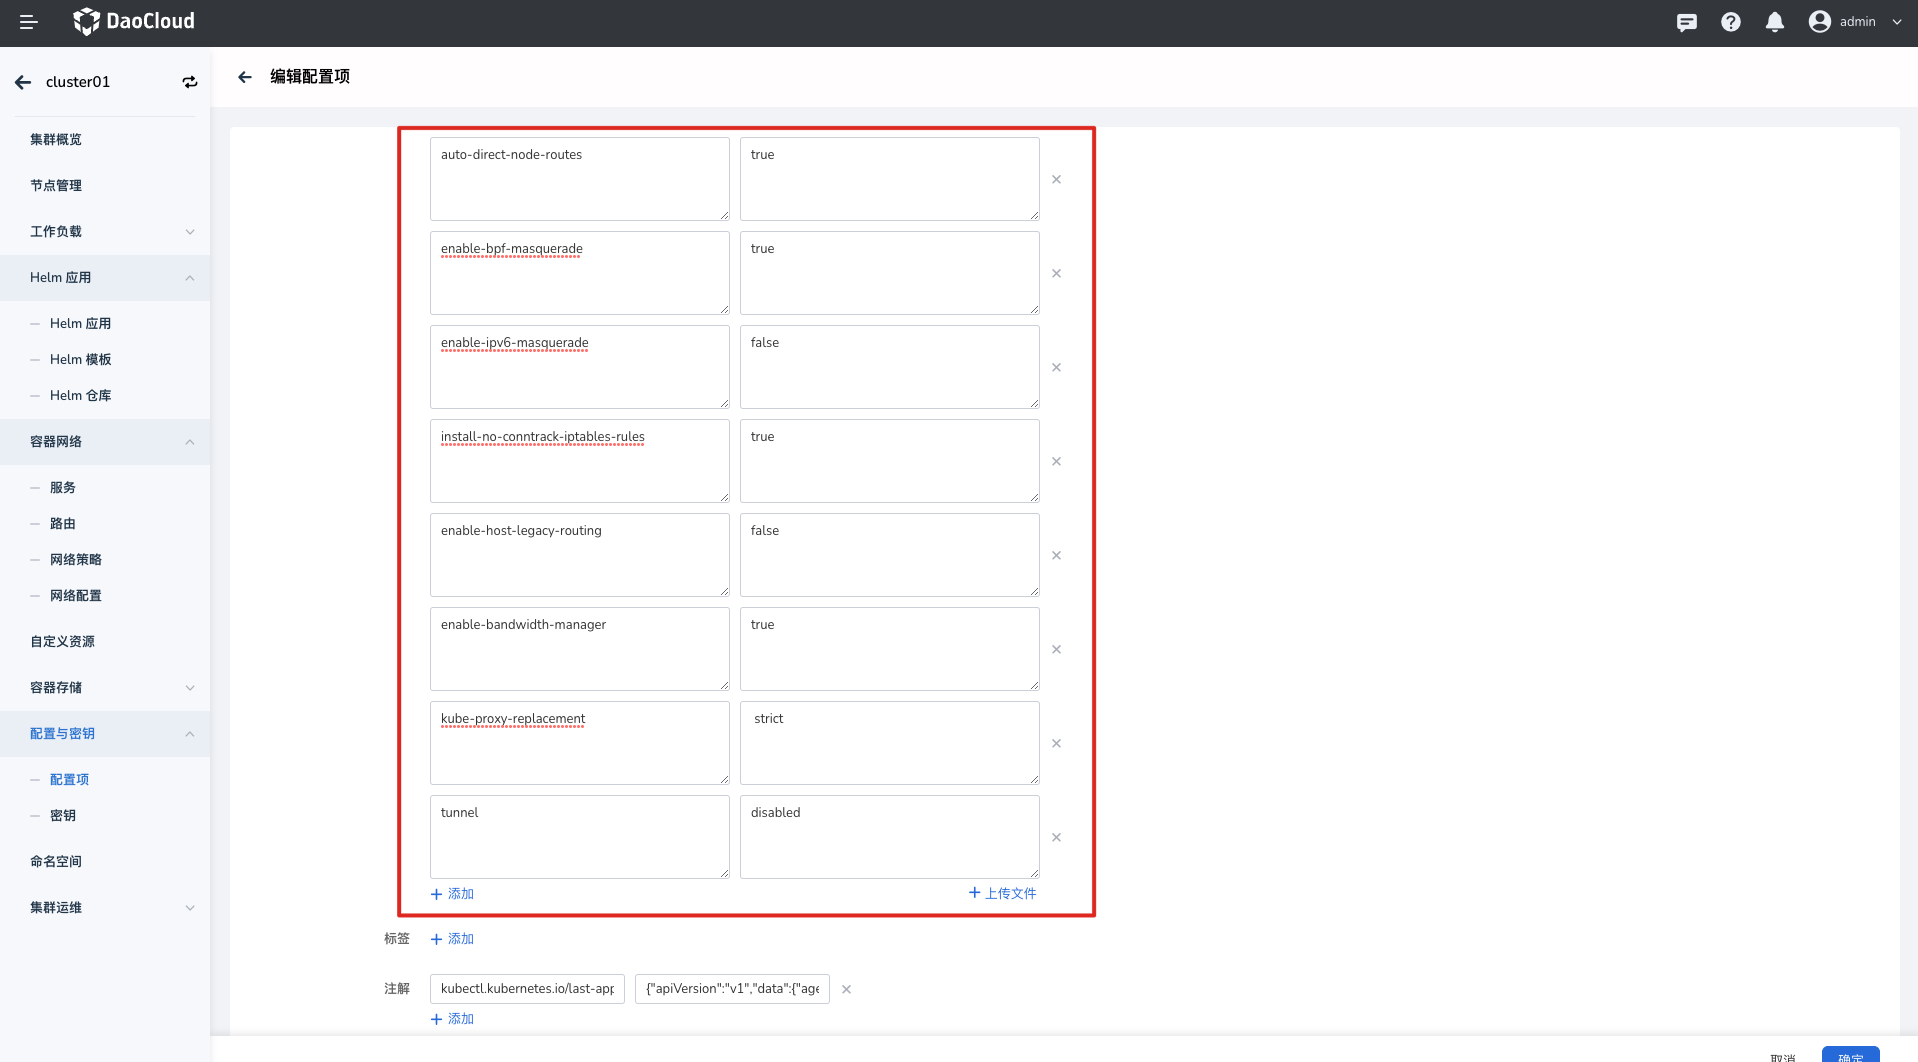 DaoCloud
admin
cluster01
集群概览
节点管理
工作负载
Helm 应用
Helm 应用
Helm 模板
Helm 仓库
容器网络
服务
路由
网络策略
网络配置
自定义资源
容器存储
配置与密钥
配置项
密钥
命名空间
集群运维
编辑配置项
auto-direct-node-routes true
enable-bpf-masquerade true
enable-ipv6-masquerade false
install-no-conntrack-iptables-rules true
enable-host-legacy-routing false
enable-bandwidth-manager true
kube-proxy-replacement strict
tunnel disabled
+ 添加 + 上传文件
标签 + 添加
注解 kubectl.kubernetes.io/last-app {"apiVersion":"v1","data":{"age
+ 添加
取消 确定